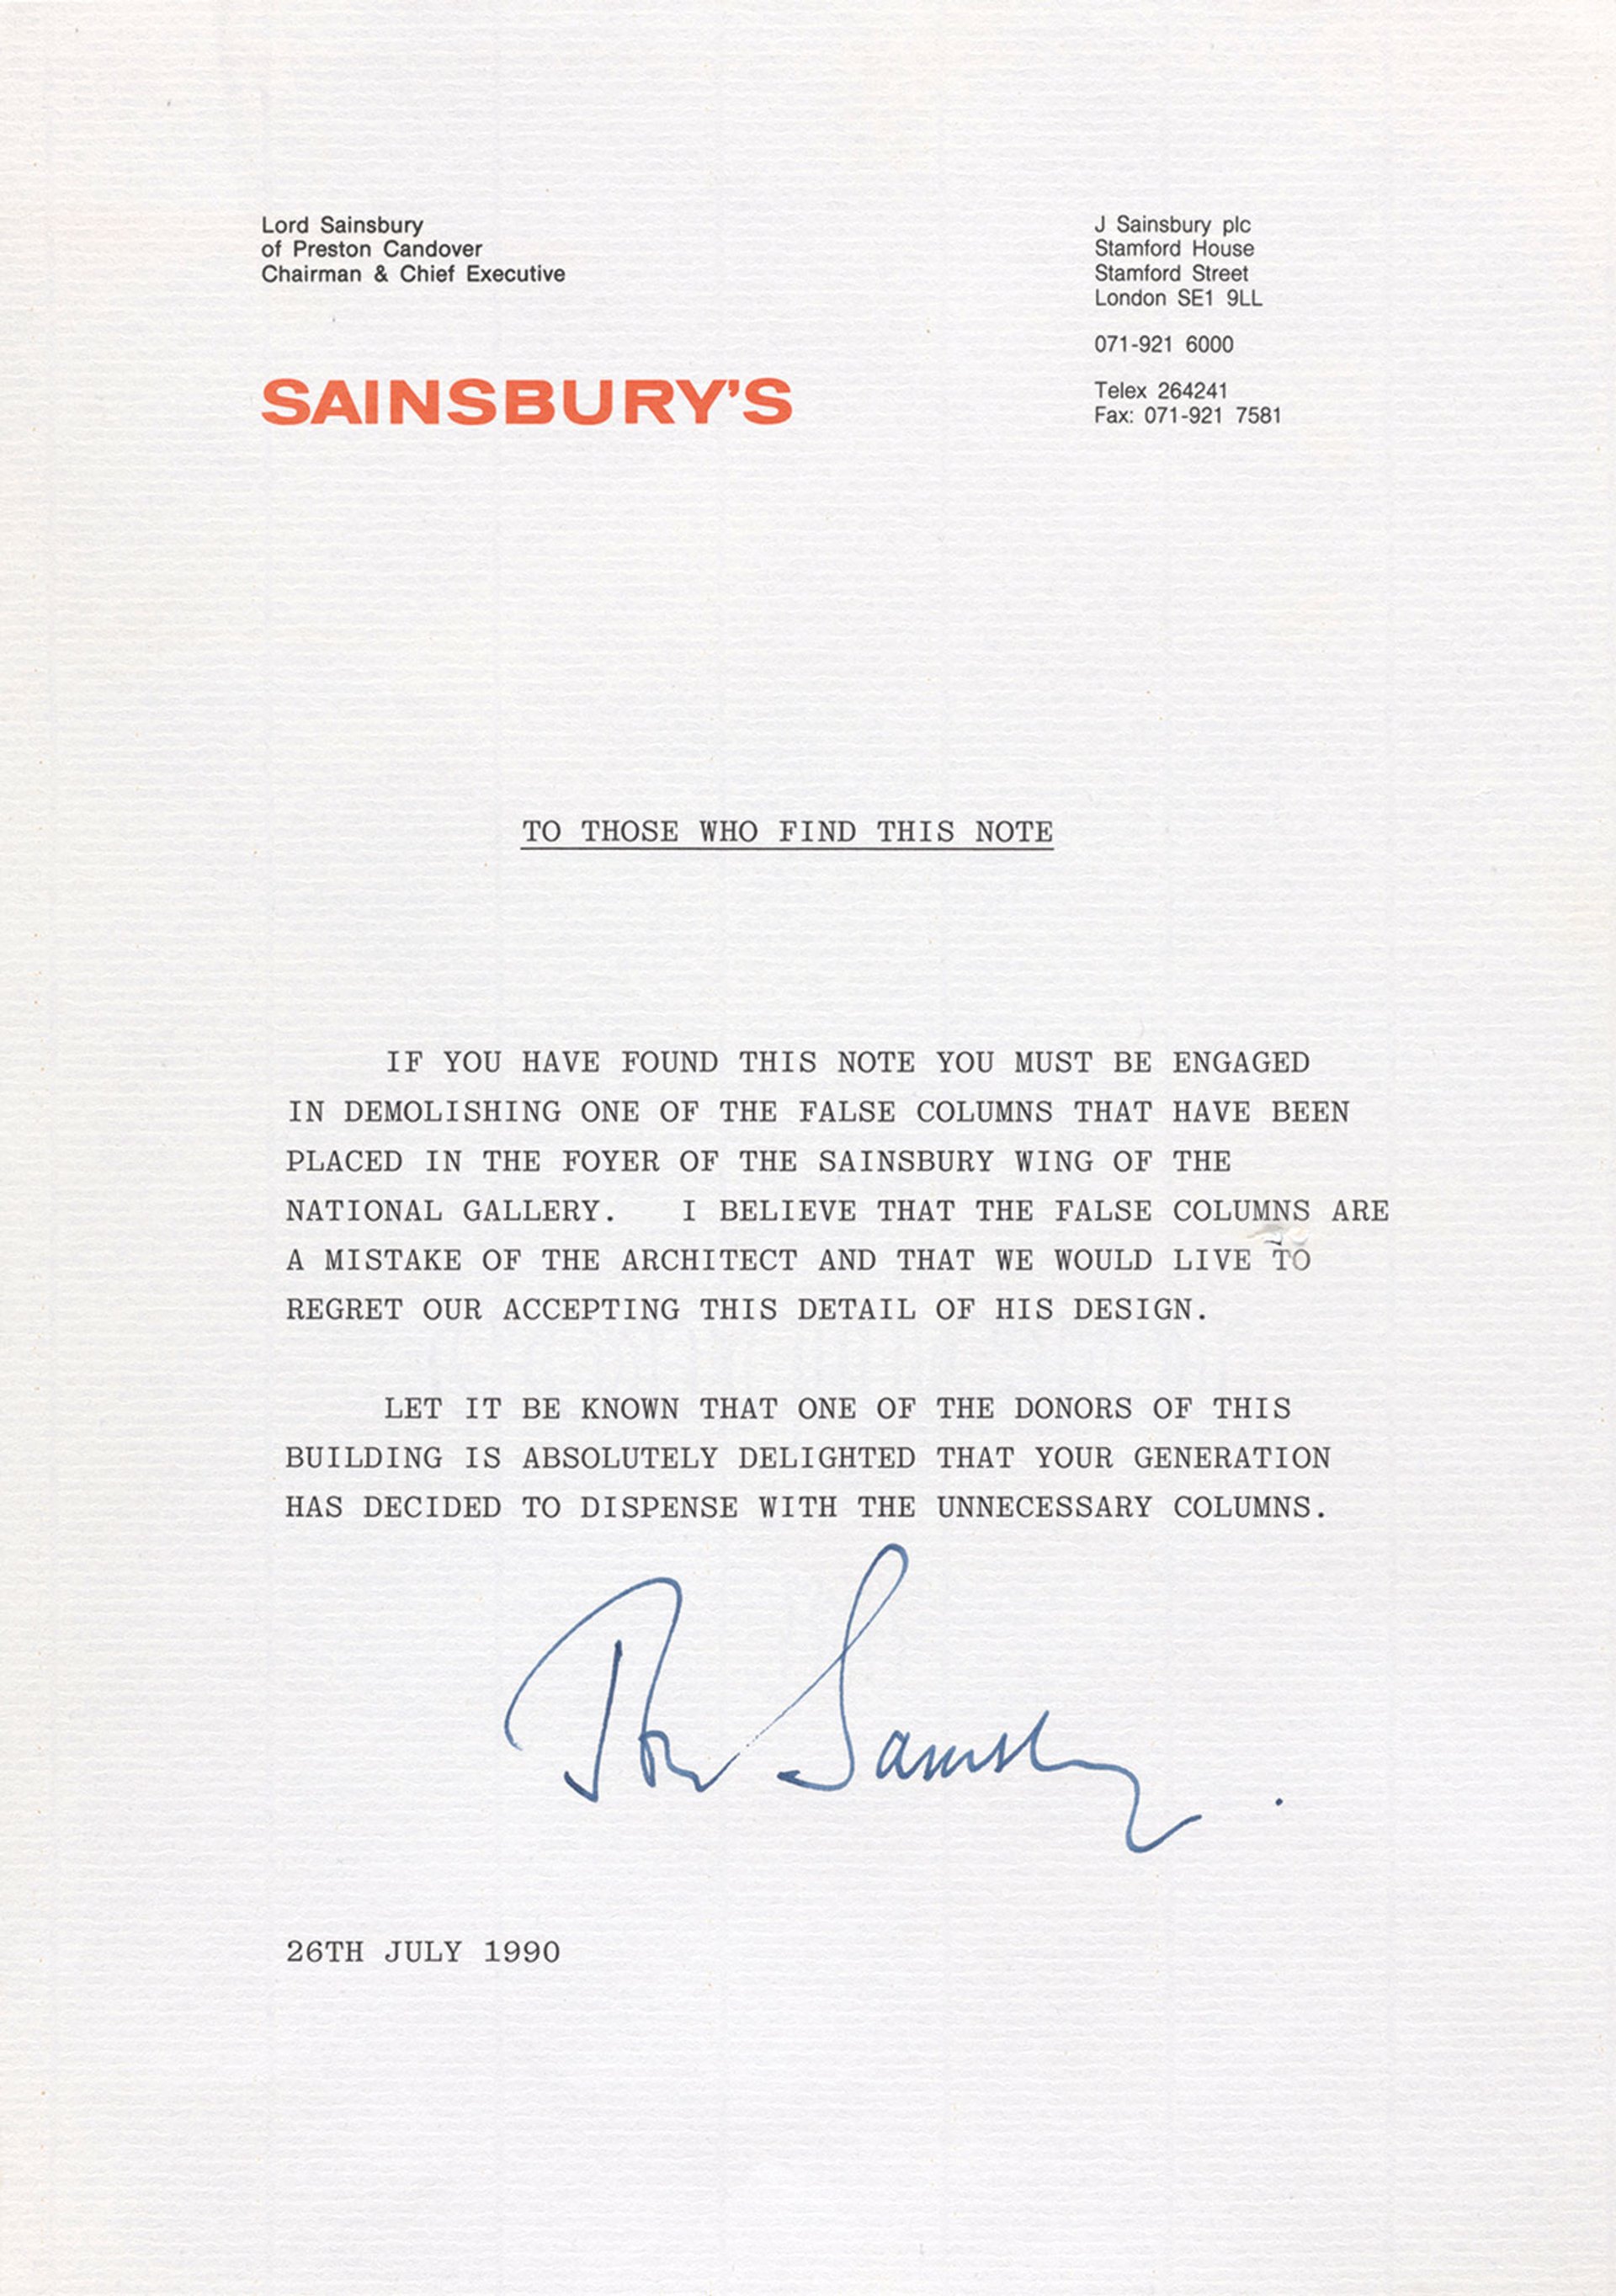 Lord Sainsbury
of Preston Candover
Chairman & Chief Executive
SAINSBURY'S
J Sainsbury plc
Stamford House
Stamford Street
London SE1 9LL
071-921 6000
Telex 264241
Fax: 071-921 7581
TO THOSE WHO FIND THIS NOTE
IF YOU HAVE FOUND THIS NOTE YOU MUST BE ENGAGED
IN DEMOLISHING ONE OF THE FALSE COLUMNS THAT HAVE BEEN
PLACED IN THE FOYER OF THE SAINSBURY WING OF THE
NATIONAL GALLERY. I BELIEVE THAT THE FALSE COLUMNS ARE
A MISTAKE OF THE ARCHITECT AND THAT WE WOULD LIVE TO
REGRET OUR ACCEPTING THIS DETAIL OF HIS DESIGN.
LET IT BE KNOWN THAT ONE OF THE DONORS OF THIS
BUILDING IS ABSOLUTELY DELIGHTED THAT YOUR GENERATION
HAS DECIDED TO DISPENSE WITH THE UNNECESSARY COLUMNS.
Sainsbury.
26TH JULY 1990